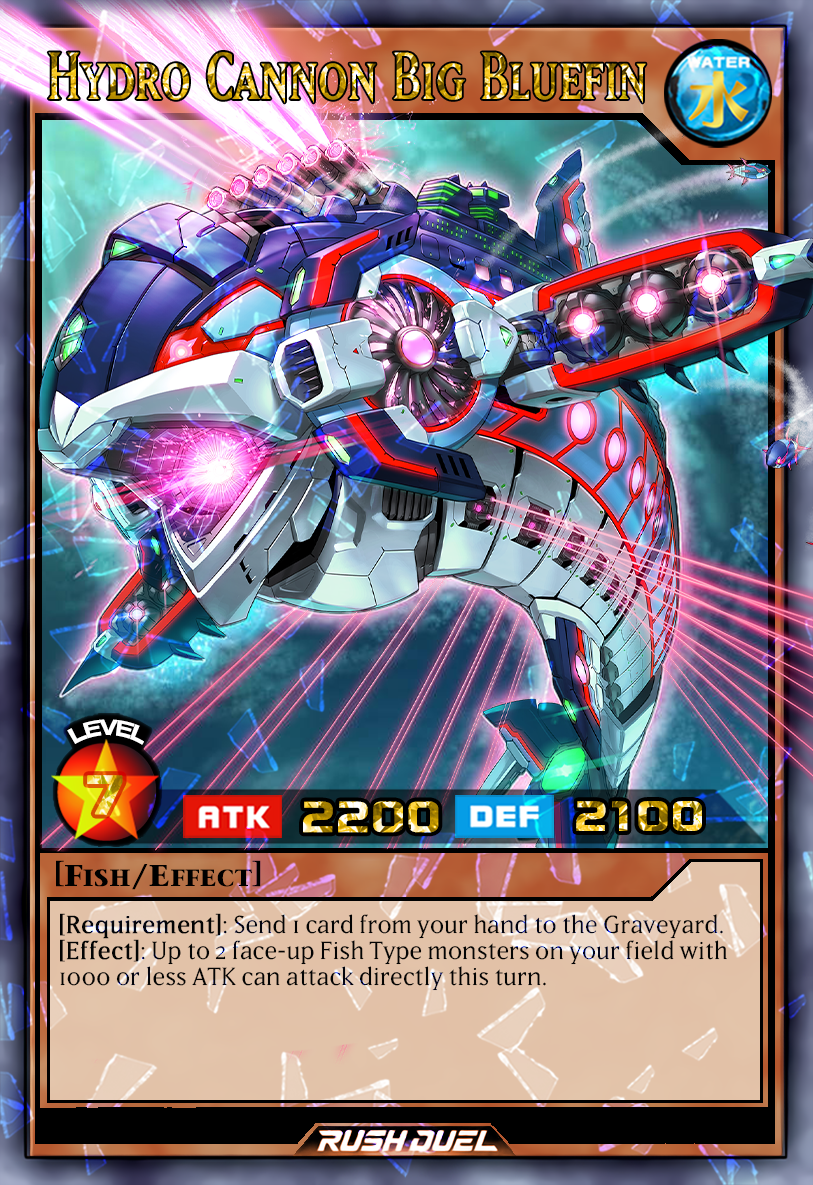 Hydro Cannon Big Bluefin
WATER
水
LEVEL
7
ATK 2200 DEF 2100
[Fish/Effect]
[Requirement]: Send 1 card from your hand to the Graveyard.
[Effect]: Up to 2 face-up Fish Type monsters on your field with
1000 or less ATK can attack directly this turn.
RUSH DUEL